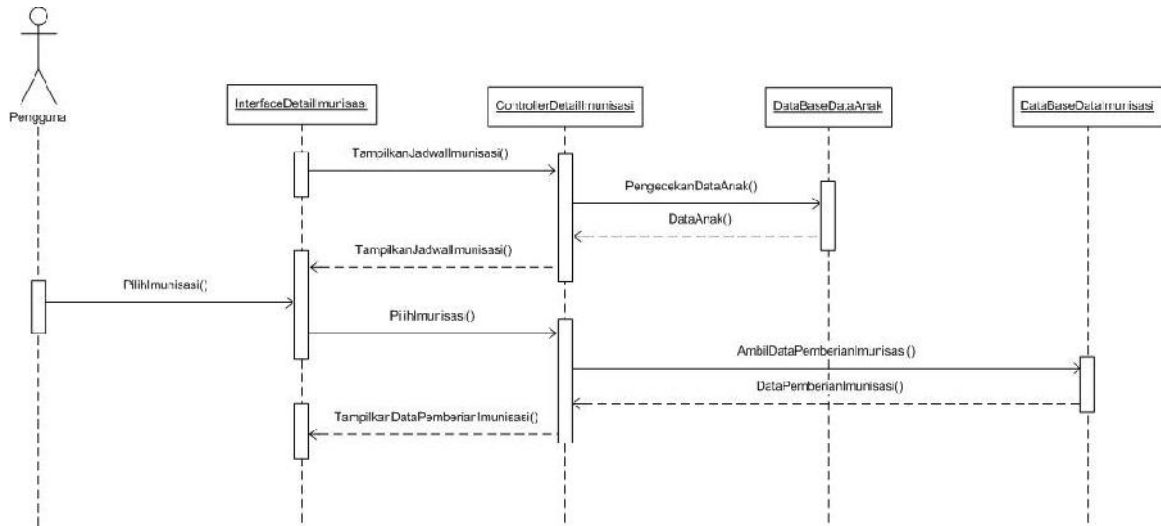 Pengguna
InterfaceDetailImunisasi
ControllerDetailImunisasi
DataBaseDataAnak
DataBaseDataImunisasi
TampilkanJadwalImunisasi()
PengecekanDataAnak()
DataAnak()
TampilkanJadwalImunisasi()
PilihImunisasi()
PilihImunisasi()
AmbilDataPemberianImunisasi()
DataPemberianImunisasi()
TampilkanDataPemberianImunisasi()